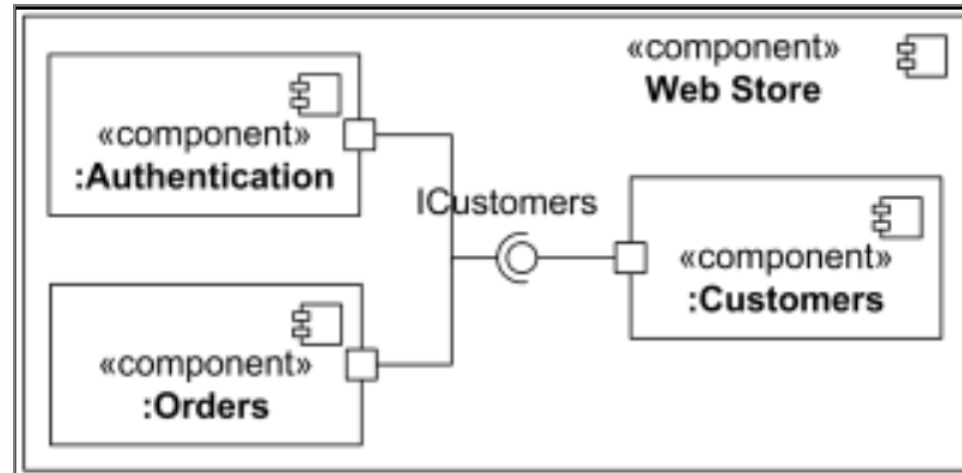 «component»
Web Store
«component»
:Authentication
ICustomers
«component»
:Customers
«component»
:Orders